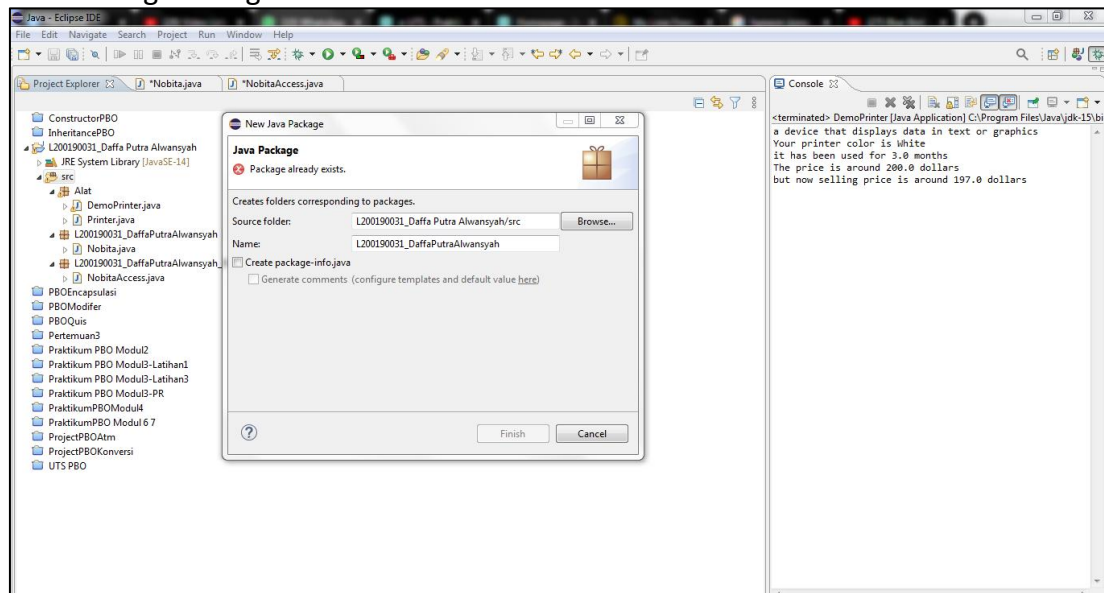 Java - Eclipse IDE
File Edit Navigate Search Project Run Window Help
Project Explorer *Nobita.java *NobitaAccess.java
ConstructorPBO
InheritancePBO
L200190031_Daffa Putra Alwansyah
JRE System Library [JavaSE-14]
src
Alat
DemoPrinter.java
Printer.java
L200190031_DaffaPutraAlwansyah
Nobita.java
L200190031_DaffaPutraAlwansyah_
NobitaAccess.java
PBOEncapsulasi
PBOModifer
PBOQuis
Pertemuan3
Praktikum PBO Modul2
Praktikum PBO Modul3-Latihan1
Praktikum PBO Modul3-Latihan3
Praktikum PBO Modul3-PR
PraktikumPBOModul4
PraktikumPBO Modul 6 7
ProjectPBOAtm
ProjectPBOKonversi
UTS PBO
New Java Package
Java Package
Package already exists.
Creates folders corresponding to packages.
Source folder: L200190031_Daffa Putra Alwansyah/src Browse...
Name: L200190031_DaffaPutraAlwansyah
Create package-info.java
Generate comments (configure templates and default value here)
Finish Cancel
Console
<terminated> DemoPrinter [Java Application] C:\Program Files\Java\jdk-15\bi
a device that displays data in text or graphics
Your printer color is White
it has been used for 3.0 months
The price is around 200.0 dollars
but now selling price is around 197.0 dollars